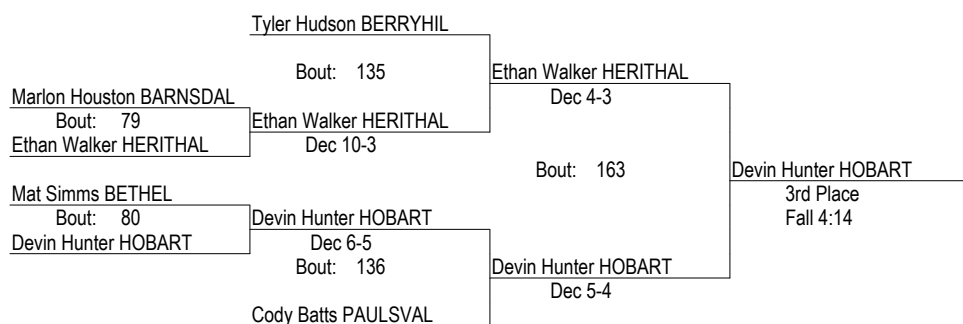 Tyler Hudson BERRYHIL
Bout: 135
Ethan Walker HERITHAL
Dec 4-3
Marlon Houston BARNSDAL
Bout: 79
Ethan Walker HERITHAL
Ethan Walker HERITHAL
Dec 10-3
Bout: 163
Devin Hunter HOBART
3rd Place
Fall 4:14
Mat Simms BETHEL
Bout: 80
Devin Hunter HOBART
Devin Hunter HOBART
Dec 6-5
Bout: 136
Devin Hunter HOBART
Dec 5-4
Cody Batts PAULSVAL